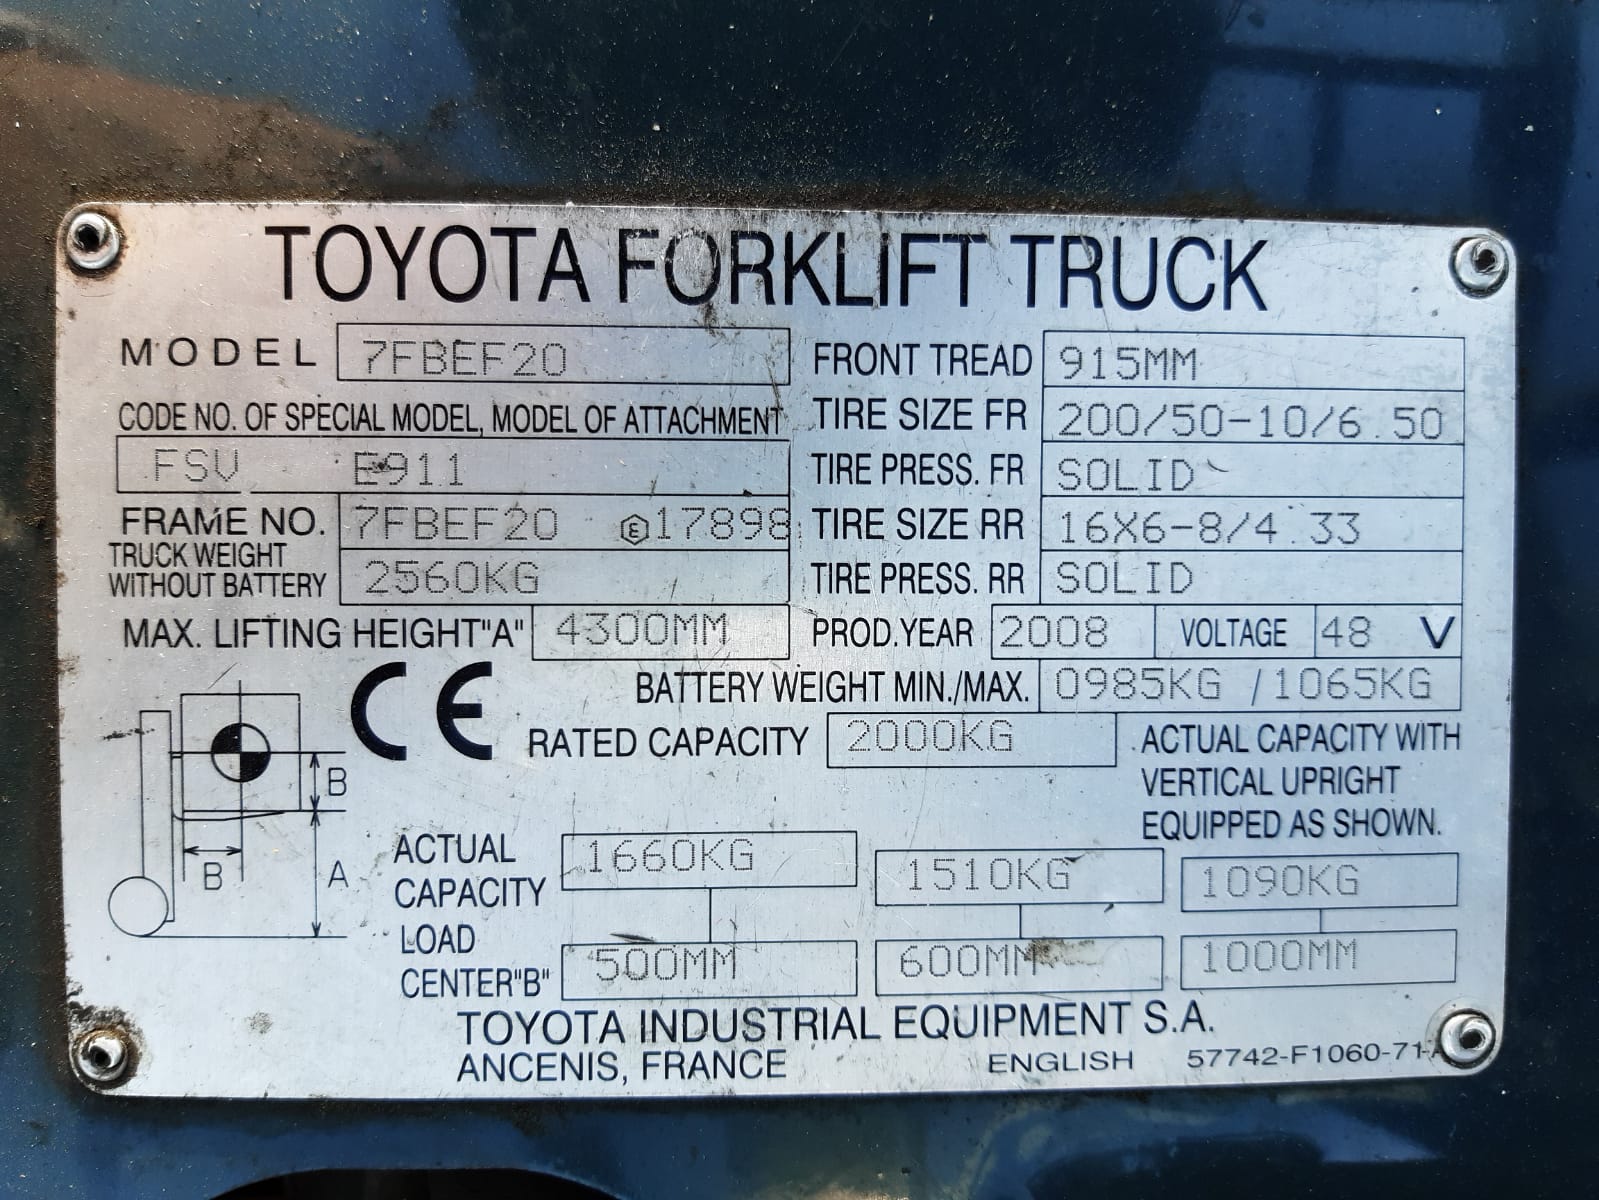 TOYOTA FORKLIFT TRUCK
MODEL 7FBEF20
CODE NO. OF SPECIAL MODEL, MODEL OF ATTACHMENT
FSV E911
FRAME NO. 7FBEF20 E17898
TRUCK WEIGHT
WITHOUT BATTERY 2560KG
MAX. LIFTING HEIGHT"A" 4300MM
FRONT TREAD 915MM
TIRE SIZE FR 200/50-10/6.50
TIRE PRESS. FR SOLID
TIRE SIZE RR 16X6-8/4.33
TIRE PRESS. RR SOLID
PROD.YEAR 2008 VOLTAGE 48 V
BATTERY WEIGHT MIN./MAX. 0985KG /1065KG
CE
RATED CAPACITY 2000KG
ACTUAL CAPACITY WITH
VERTICAL UPRIGHT
EQUIPPED AS SHOWN.
B
B
A
ACTUAL
CAPACITY 1660KG 1510KG 1090KG
LOAD
CENTER"B" 500MM 600MM 1000MM
TOYOTA INDUSTRIAL EQUIPMENT S.A.
ANCENIS, FRANCE ENGLISH 57742-F1060-71-A